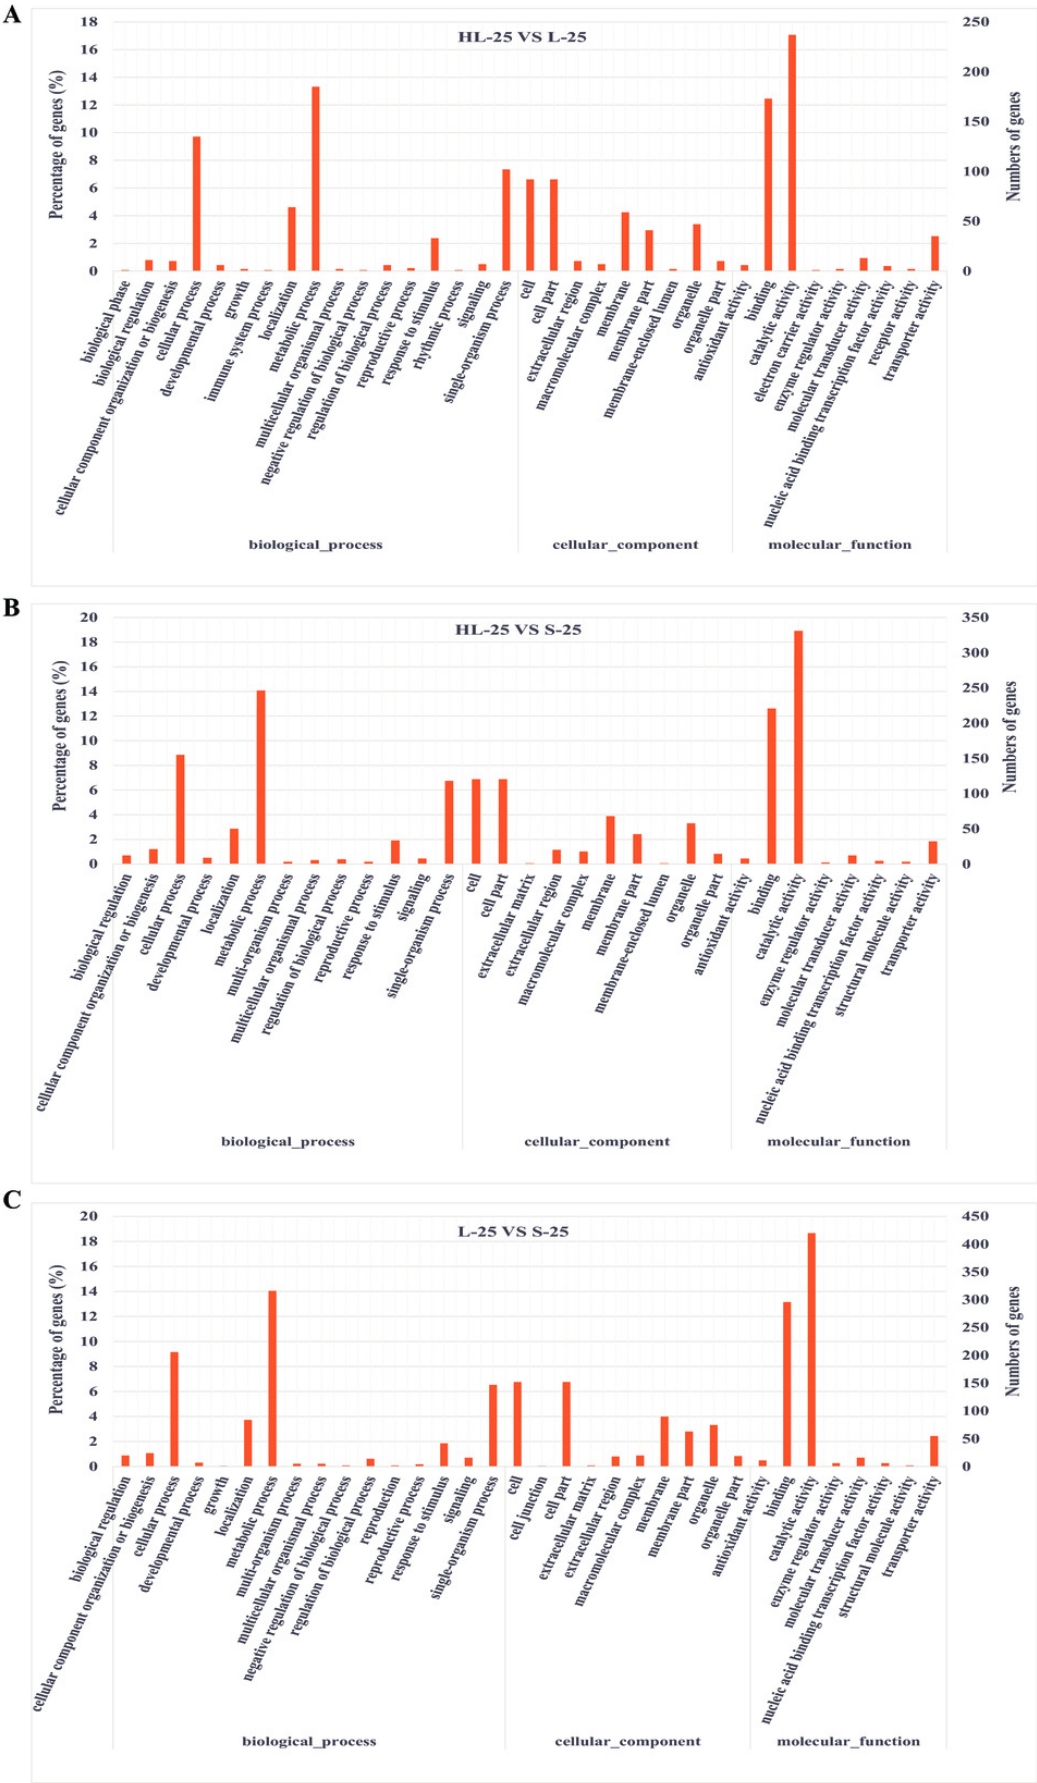 A
HL-25 VS L-25
Percentage of genes (%)
18
16
14
12
10
8
6
4
2
0
250
200
150
100
50
0
Numbers of genes
biological phase
biological regulation
cellular component organization or biogenesis
cellular process
developmental process
growth
immune system process
localization
metabolic process
multicellular organismal process
negative regulation of biological process
regulation of biological process
reproductive process
response to stimulus
rhythmic process
signaling
single-organism process
cell
cell part
extracellular region
macromolecular complex
membrane
membrane part
membrane-enclosed lumen
organelle
organelle part
antioxidant activity
binding
catalytic activity
electron carrier activity
enzyme regulator activity
molecular transducer activity
nucleic acid binding transcription factor activity
receptor activity
transporter activity
biological_process
cellular_component
molecular_function
B
HL-25 VS S-25
Percentage of genes (%)
20
18
16
14
12
10
8
6
4
2
0
350
300
250
200
150
100
50
0
Numbers of genes
biological regulation
cellular component organization or biogenesis
cellular process
developmental process
localization
metabolic process
multi-organism process
multicellular organismal process
regulation of biological process
reproductive process
response to stimulus
signaling
single-organism process
cell
cell part
extracellular matrix
extracellular region
macromolecular complex
membrane
membrane part
membrane-enclosed lumen
organelle
organelle part
antioxidant activity
binding
catalytic activity
enzyme regulator activity
molecular transducer activity
nucleic acid binding transcription factor activity
structural molecule activity
transporter activity
biological_process
cellular_component
molecular_function
C
L-25 VS S-25
Percentage of genes (%)
20
18
16
14
12
10
8
6
4
2
0
450
400
350
300
250
200
150
100
50
0
Numbers of genes
biological regulation
cellular component organization or biogenesis
cellular process
developmental process
growth
localization
metabolic process
multi-organism process
multicellular organismal process
negative regulation of biological process
regulation of biological process
reproduction
reproductive process
response to stimulus
signaling
single-organism process
cell
cell junction
cell part
extracellular matrix
extracellular region
macromolecular complex
membrane
membrane part
organelle
organelle part
antioxidant activity
binding
catalytic activity
enzyme regulator activity
molecular transducer activity
nucleic acid binding transcription factor activity
structural molecule activity
transporter activity
biological_process
cellular_component
molecular_function